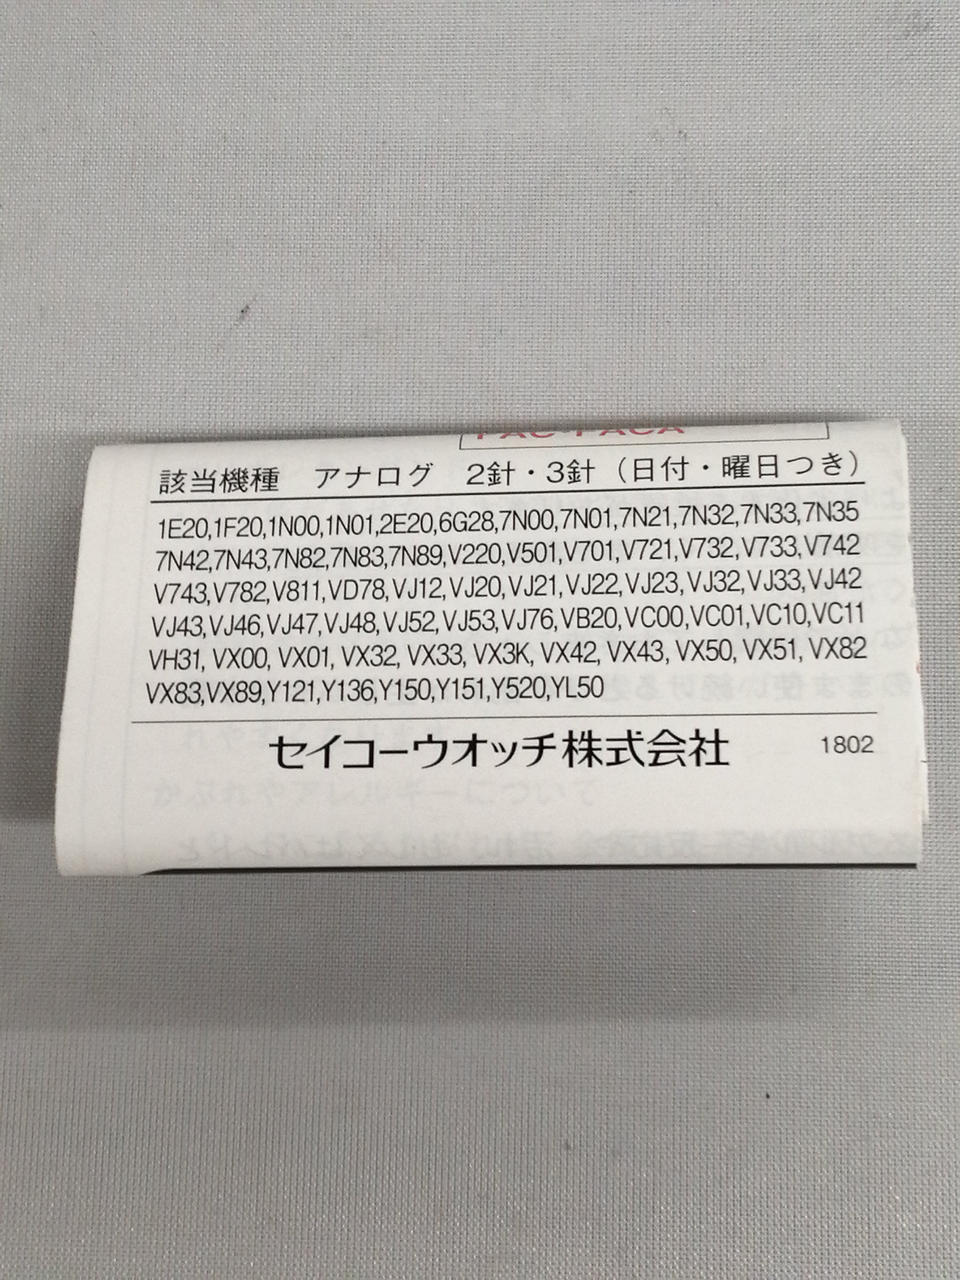 該当機種 アナログ 2針・3針（日付・曜日つき）
1E20,1F20,1N00,1N01,2E20,6G28,7N00,7N01,7N21,7N32,7N33,7N35
7N42,7N43,7N82,7N83,7N89,V220,V501,V701,V721,V732,V733,V742
V743,V782,V811,VD78,VJ12,VJ20,VJ21,VJ22,VJ23,VJ32,VJ33,VJ42
VJ43,VJ46,VJ47,VJ48,VJ52,VJ53,VJ76,VB20,VC00,VC01,VC10,VC11
VH31, VX00, VX01, VX32, VX33, VX3K, VX42, VX43, VX50, VX51, VX82
VX83,VX89,Y121,Y136,Y150,Y151,Y520,YL50
セイコーウオッチ株式会社 1802